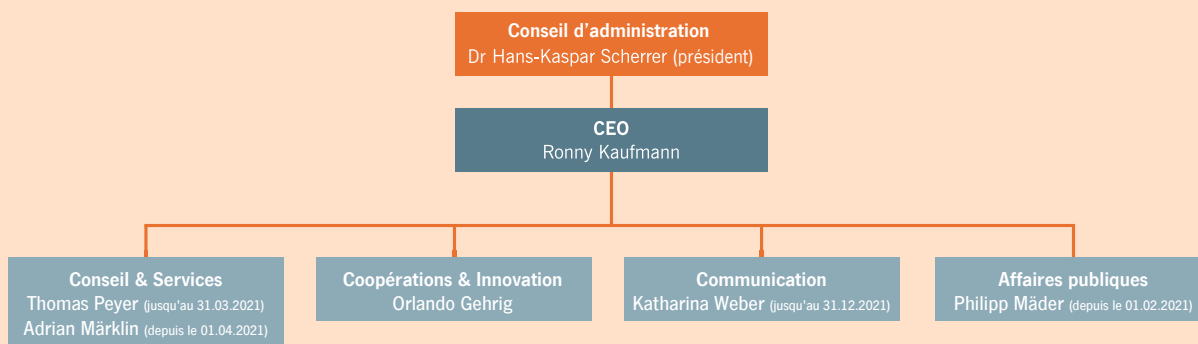 Conseil d’administration
Dr Hans-Kaspar Scherrer (président)
CEO
Ronny Kaufmann
Conseil & Services
Thomas Peyer (jusqu'au 31.03.2021)
Adrian Märklin (depuis le 01.04.2021)
Coopérations & Innovation
Orlando Gehrig
Communication
Katharina Weber (jusqu'au 31.12.2021)
Affaires publiques
Philipp Mäder (depuis le 01.02.2021)